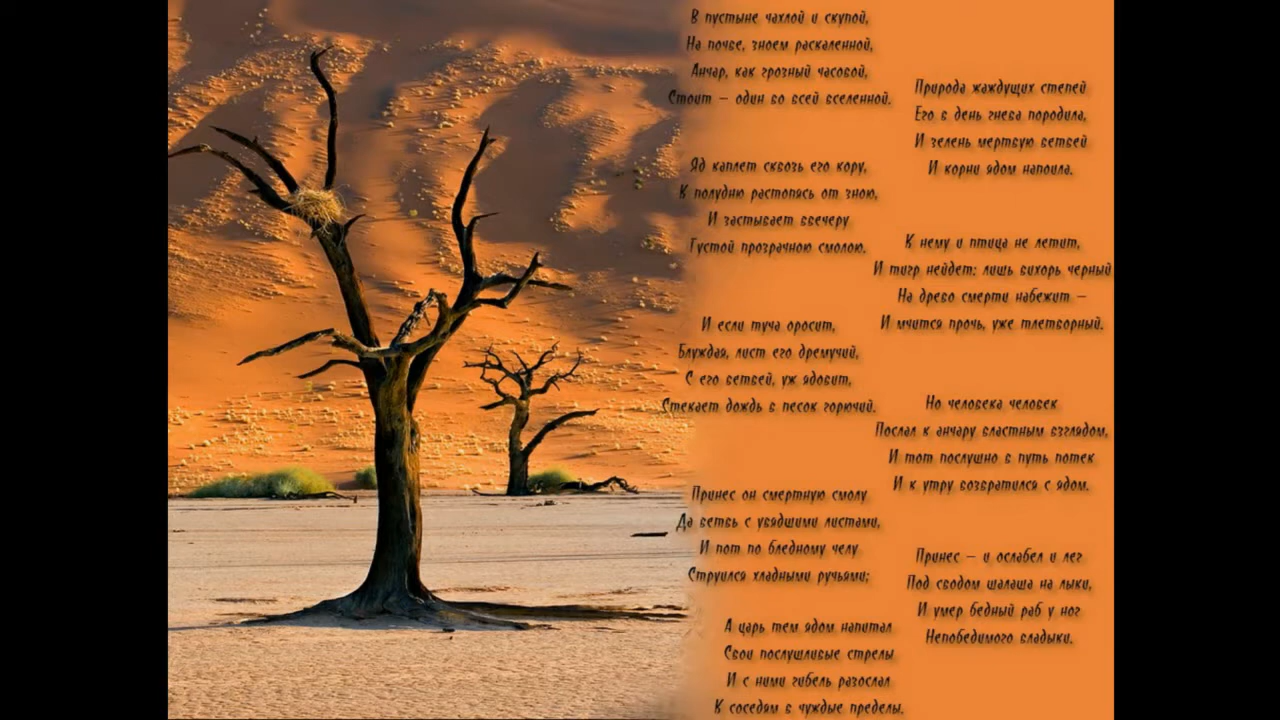 В пустыне чахлой и скупой,
На почве, зноем раскаленной,
Анчар, как грозный часовой,
Стоит – один во всей вселенной.
Природа жаждущих степей
Его в день гнева породила,
И зелень мертвую ветвей
И корни ядом напоила.
Яд каплет сквозь его кору,
К полудню растопясь от зною,
И застывает ввечеру
Густой прозрачною смолою.
К нему и птица не летит,
И тигр нейдет: лишь вихорь черный
На древо смерти набежит –
И мчится прочь, уже тлетворный.
И если туча оросит,
Блуждая, лист его дремучий,
С его ветвей, уж ядовит,
Стекает дождь в песок горючий.
Но человека человек
Послал к анчару властным взглядом,
И тот послушно в путь потек
И к утру возвратился с ядом.
Принес он смертную смолу
Да ветвь с увядшими листами,
И пот по бледному челу
Струился хладными ручьями;
Принес – и ослабел и лег
Под сводом шалаша на лыки,
И умер бедный раб у ног
Непобедимого владыки.
А царь тем ядом напитал
Свои послушливые стрелы
И с ними гибель разослал
К соседям в чуждые пределы.